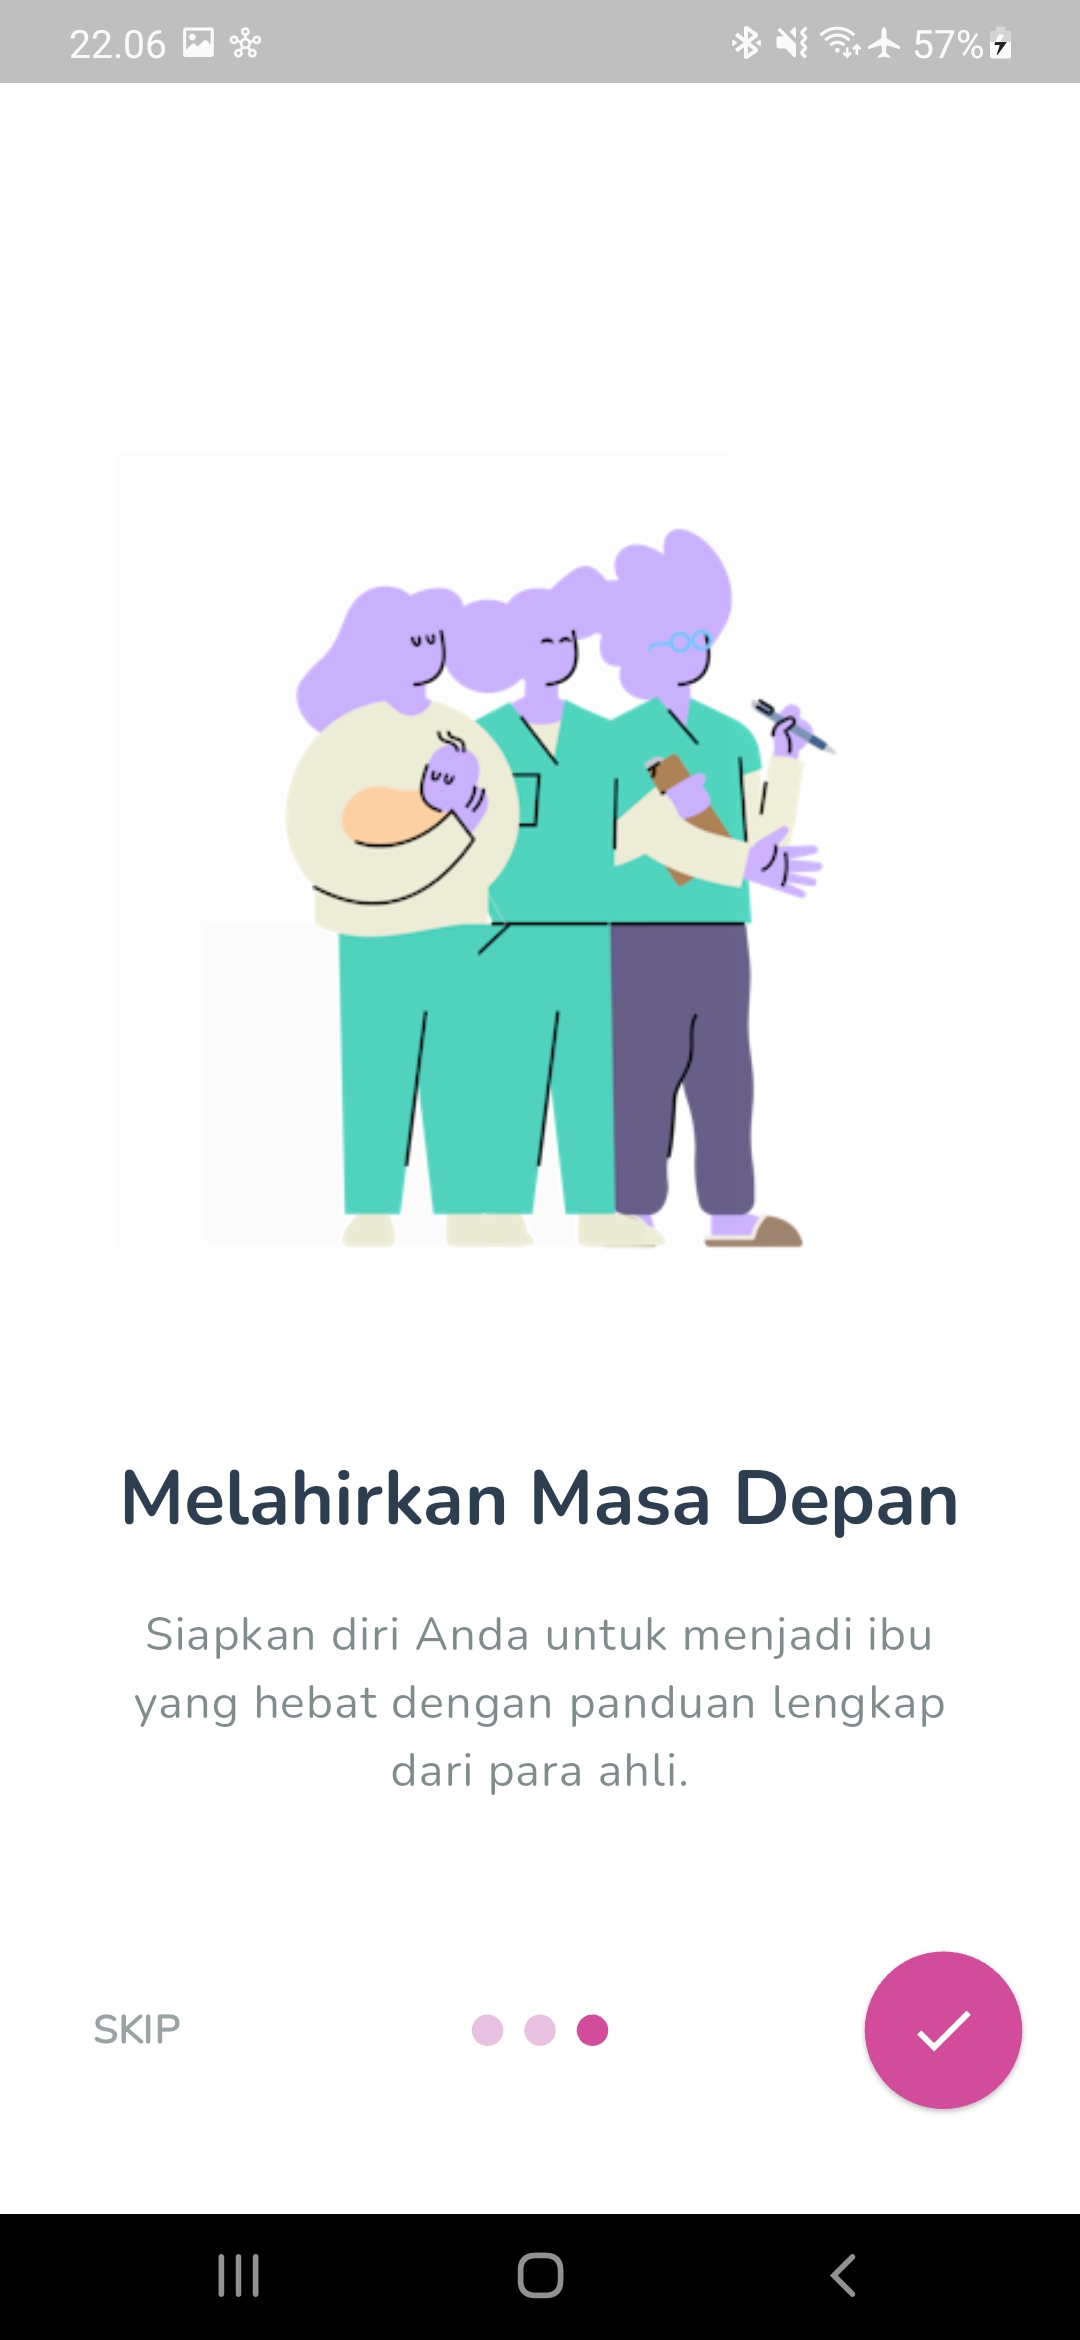 22.06
57%
Melahirkan Masa Depan
Siapkan diri Anda untuk menjadi ibu
yang hebat dengan panduan lengkap
dari para ahli.
SKIP